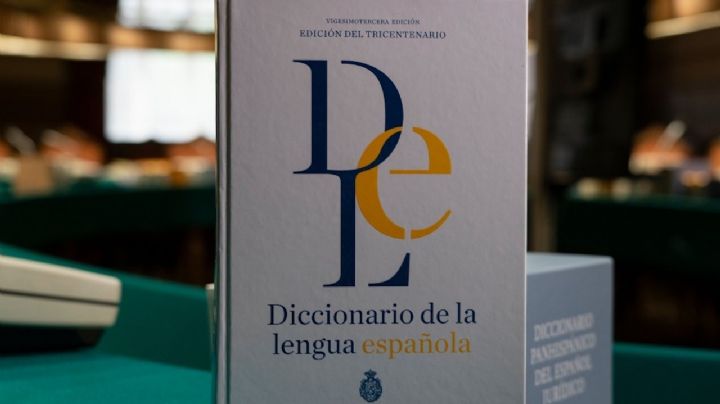 VIGESIMOTERCERA EDICIÓN
EDICIÓN DEL TRICENTENARIO
DLe
Diccionario de la
lengua española
DICCIONARIO
PANHISPÁNICO
DEL ESPAÑOL
JURÍDICO